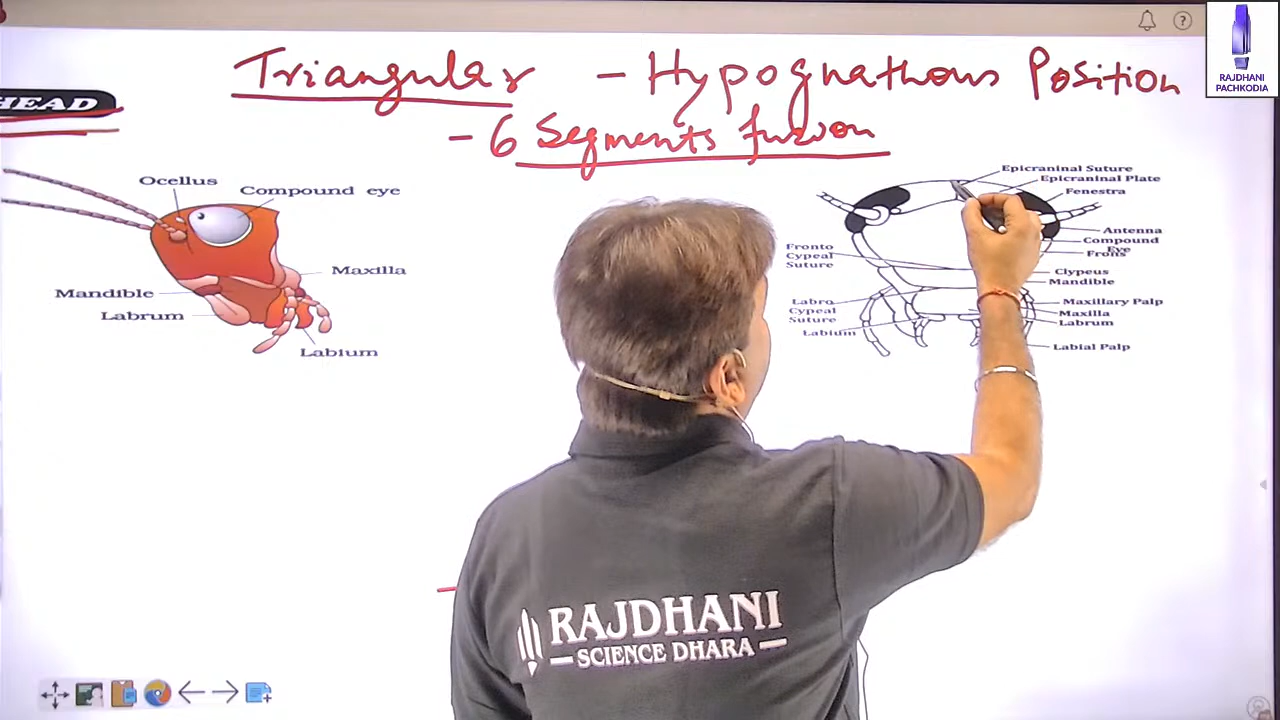 RAJDHANI
PACHKODIA
HEAD
Triangular - Hypognathous Position
- 6 Segments fusion
Ocellus
Compound eye
Maxilla
Mandible
Labrum
Labium
Epicraninal Suture
Epicraninal Plate
Fenestra
Antenna
Compound
Eye
Frons
Clypeus
Mandible
Maxillary Palp
Maxilla
Labrum
Labial Palp
Fronto
Cypeal
Suture
Labro
Cypeal
Suture
Labium
RAJDHANI
SCIENCE DHARA